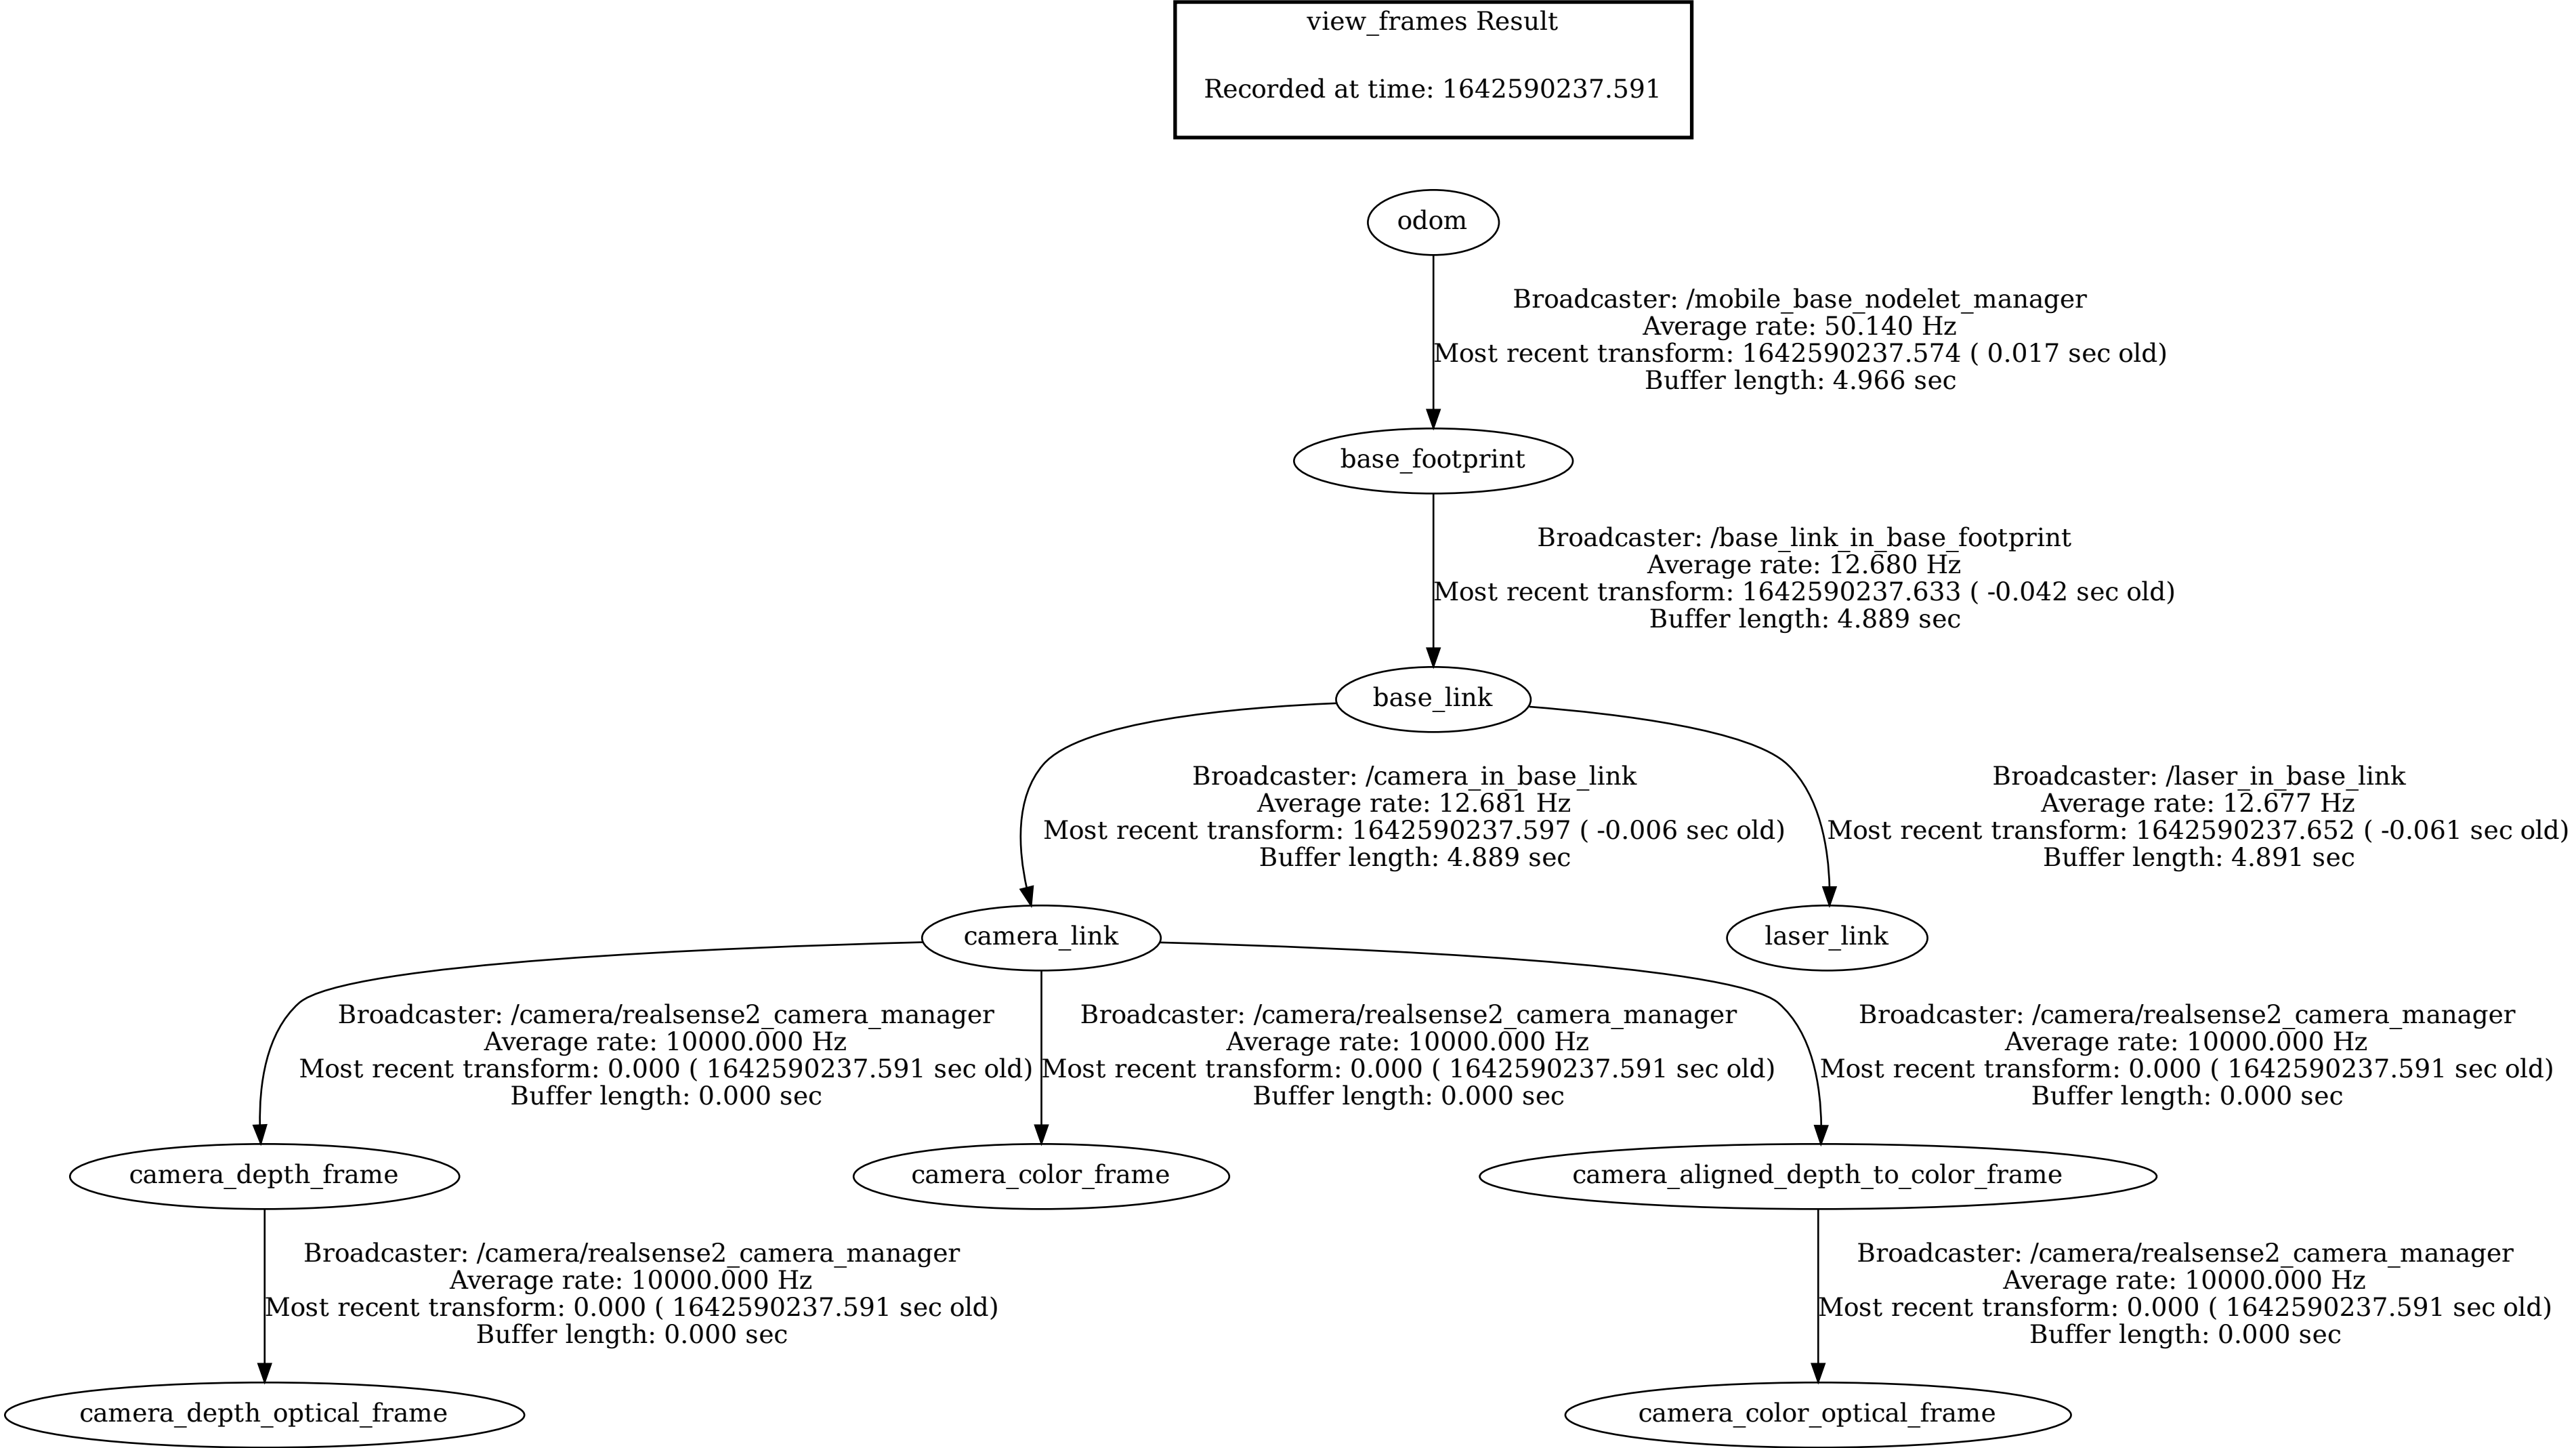 view_frames Result
Recorded at time: 1642590237.591
odom
Broadcaster: /mobile_base_nodelet_manager
Average rate: 50.140 Hz
Most recent transform: 1642590237.574 ( 0.017 sec old)
Buffer length: 4.966 sec
base_footprint
Broadcaster: /base_link_in_base_footprint
Average rate: 12.680 Hz
Most recent transform: 1642590237.633 ( -0.042 sec old)
Buffer length: 4.889 sec
base_link
Broadcaster: /camera_in_base_link
Average rate: 12.681 Hz
Most recent transform: 1642590237.597 ( -0.006 sec old)
Buffer length: 4.889 sec
Broadcaster: /laser_in_base_link
Average rate: 12.677 Hz
Most recent transform: 1642590237.652 ( -0.061 sec old)
Buffer length: 4.891 sec
camera_link
laser_link
Broadcaster: /camera/realsense2_camera_manager
Average rate: 10000.000 Hz
Most recent transform: 0.000 ( 1642590237.591 sec old)
Buffer length: 0.000 sec
Broadcaster: /camera/realsense2_camera_manager
Average rate: 10000.000 Hz
Most recent transform: 0.000 ( 1642590237.591 sec old)
Buffer length: 0.000 sec
Broadcaster: /camera/realsense2_camera_manager
Average rate: 10000.000 Hz
Most recent transform: 0.000 ( 1642590237.591 sec old)
Buffer length: 0.000 sec
camera_depth_frame
camera_color_frame
camera_aligned_depth_to_color_frame
Broadcaster: /camera/realsense2_camera_manager
Average rate: 10000.000 Hz
Most recent transform: 0.000 ( 1642590237.591 sec old)
Buffer length: 0.000 sec
Broadcaster: /camera/realsense2_camera_manager
Average rate: 10000.000 Hz
Most recent transform: 0.000 ( 1642590237.591 sec old)
Buffer length: 0.000 sec
camera_depth_optical_frame
camera_color_optical_frame